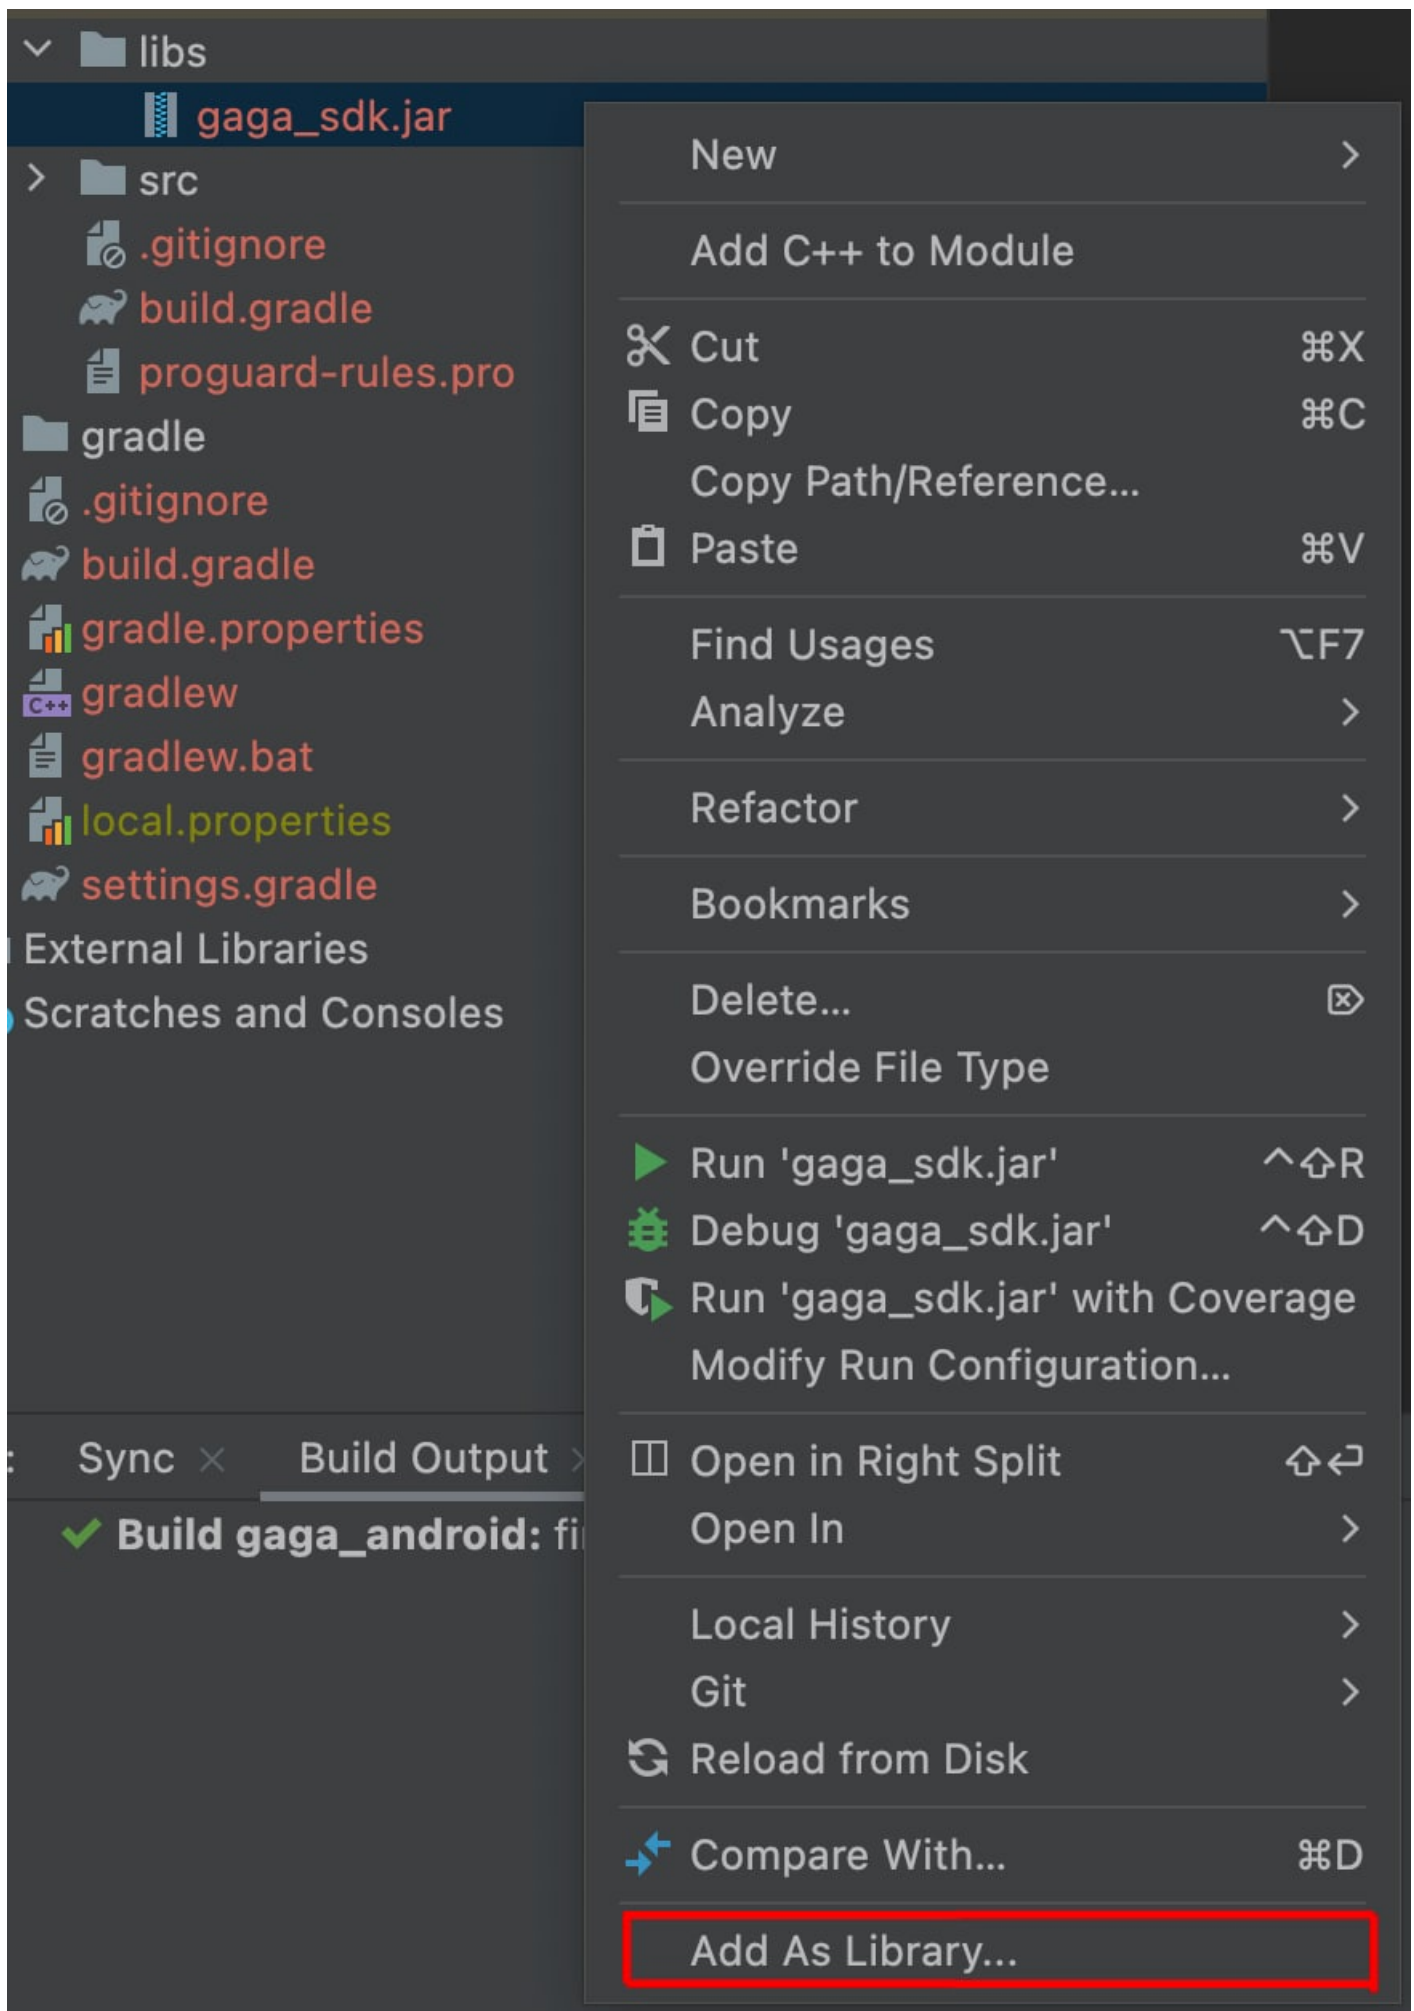 libs
gaga_sdk.jar
src
.gitignore
build.gradle
proguard-rules.pro
gradle
.gitignore
build.gradle
gradle.properties
C++ gradlew
gradlew.bat
local.properties
settings.gradle
External Libraries
Scratches and Consoles
: Sync × Build Output ×
Build gaga_android: fi
New
Add C++ to Module
Cut ⌘X
Copy ⌘C
Copy Path/Reference...
Paste ⌘V
Find Usages ⌥F7
Analyze
Refactor
Bookmarks
Delete... ⌦
Override File Type
Run 'gaga_sdk.jar' ^⇧R
Debug 'gaga_sdk.jar' ^⇧D
Run 'gaga_sdk.jar' with Coverage
Modify Run Configuration...
Open in Right Split ⇧⏎
Open In
Local History
Git
Reload from Disk
Compare With... ⌘D
Add As Library...